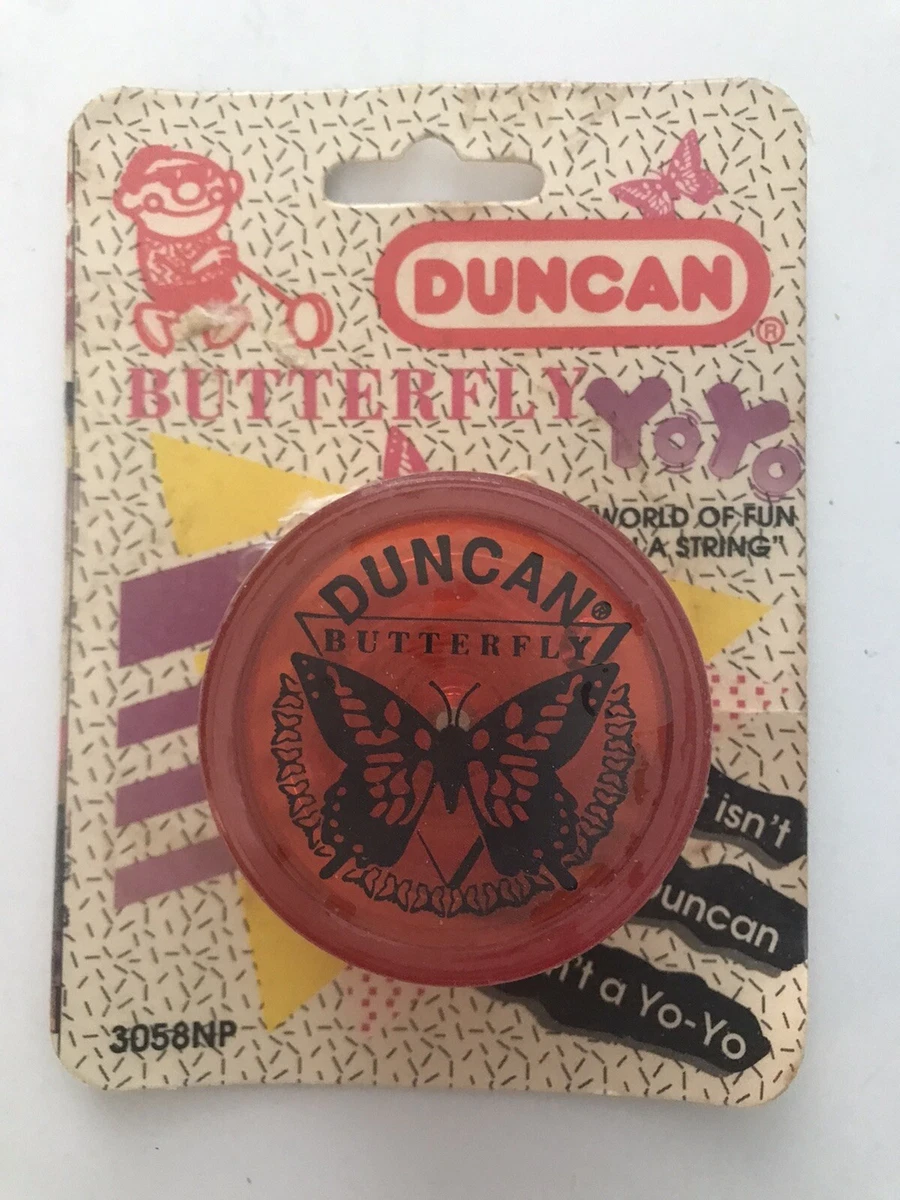 DUNCAN®
BUTTERFLY YoYo
WORLD OF FUN
A STRING"
DUNCAN®
BUTTERFLY
isn't
uncan
n't a Yo-Yo
3058NP